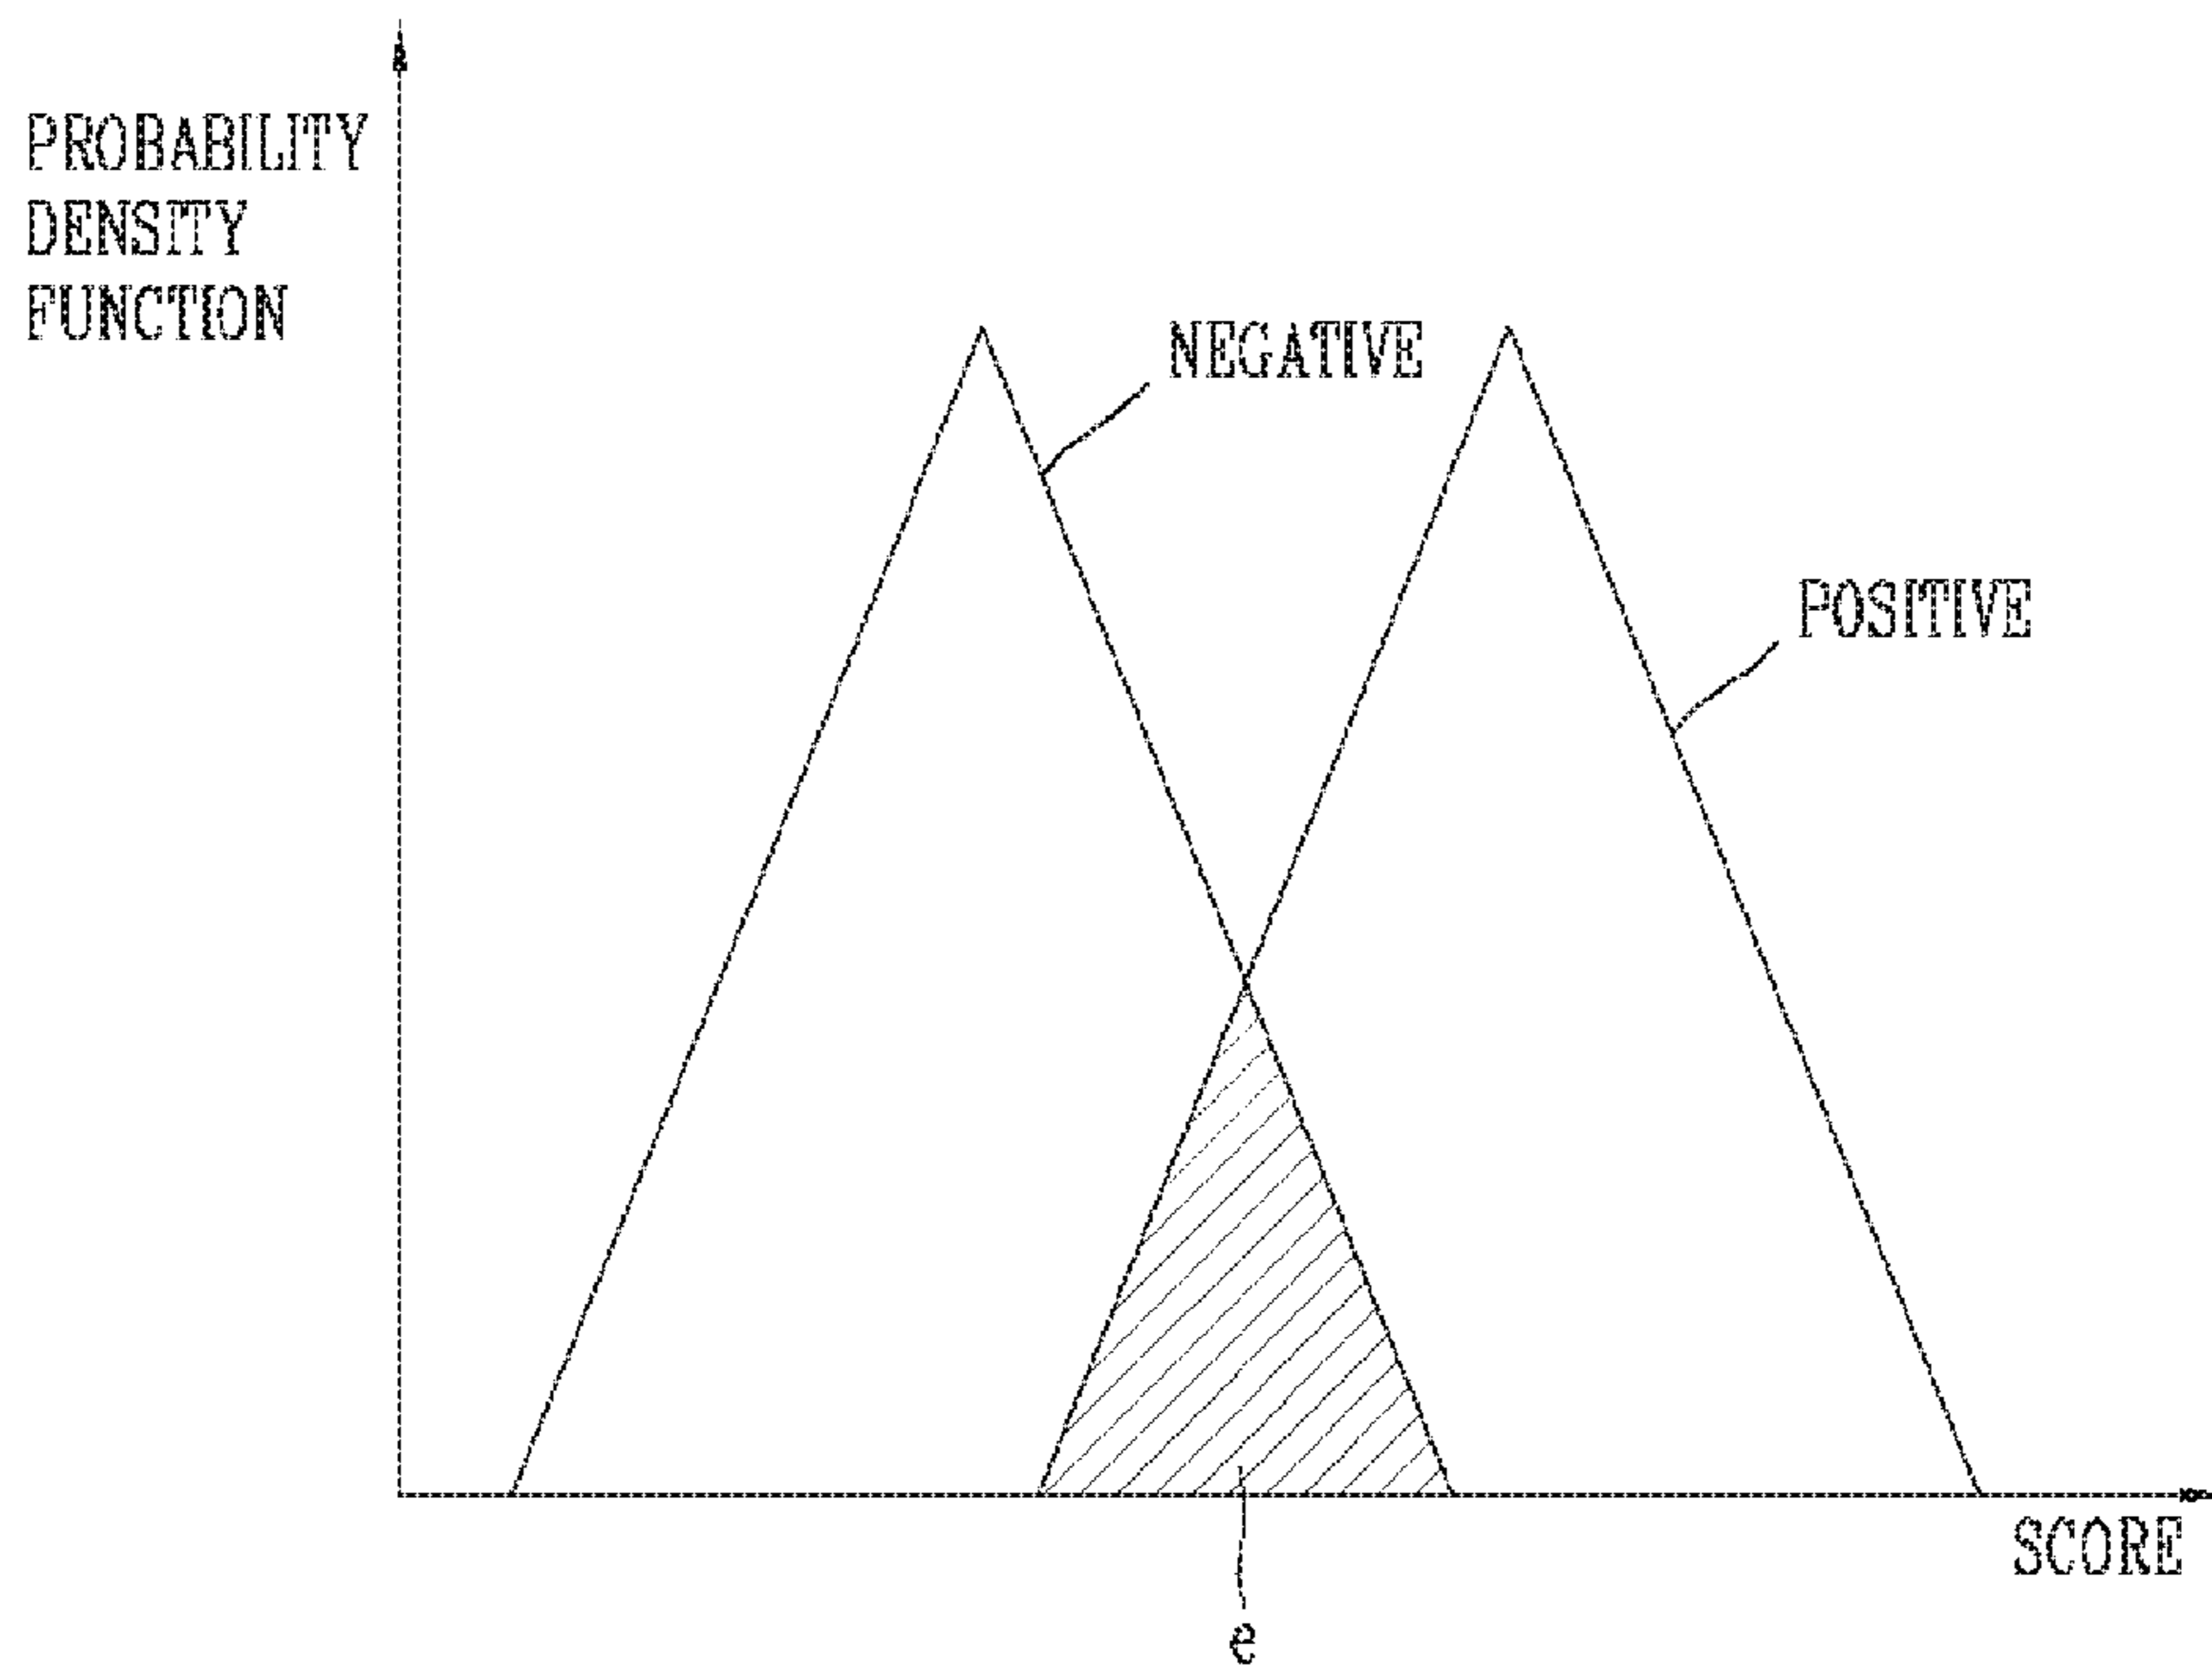 PROBABILITY
DENSITY
FUNCTION
NEGATIVE
POSITIVE
SCORE
e